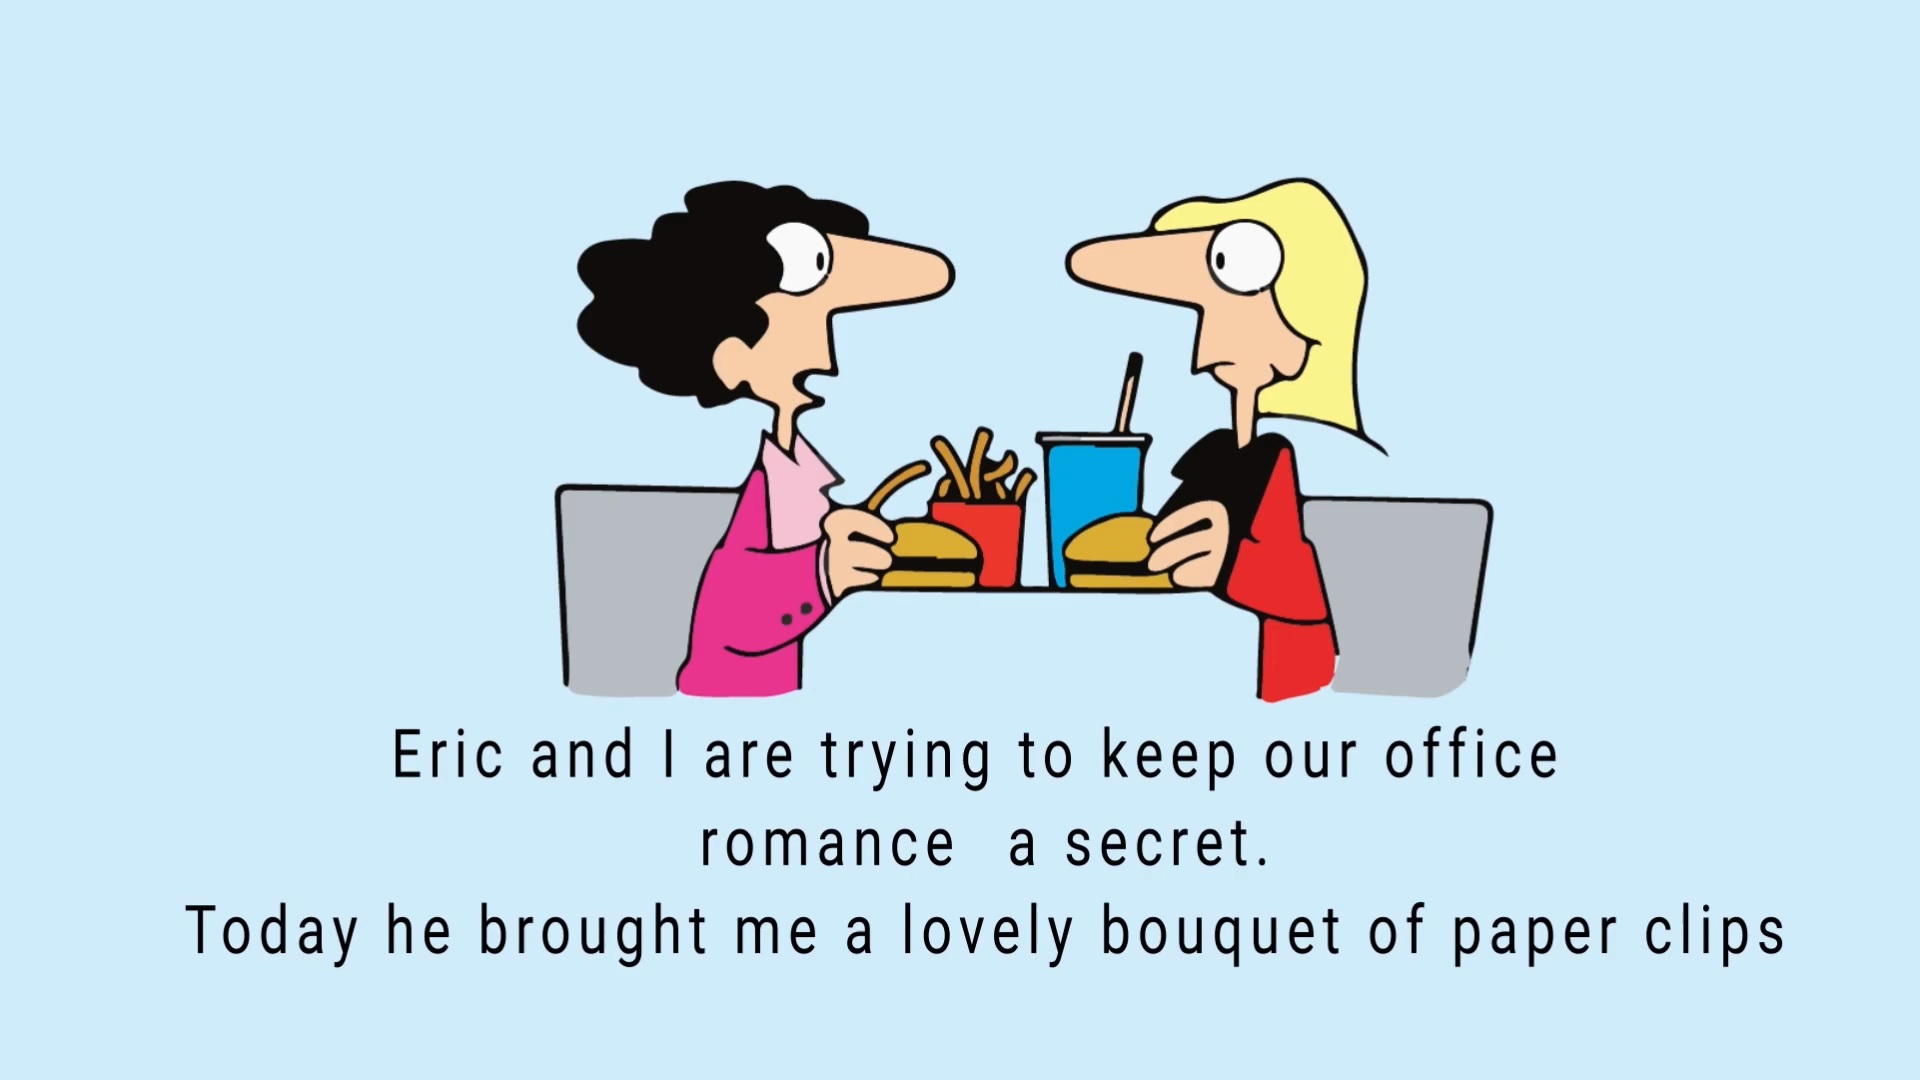 Eric and I are trying to keep our office
romance a secret.
Today he brought me a lovely bouquet of paper clips